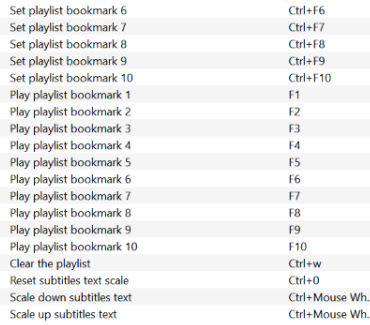 Set playlist bookmark 6 Ctrl+F6
Set playlist bookmark 7 Ctrl+F7
Set playlist bookmark 8 Ctrl+F8
Set playlist bookmark 9 Ctrl+F9
Set playlist bookmark 10 Ctrl+F10
Play playlist bookmark 1 F1
Play playlist bookmark 2 F2
Play playlist bookmark 3 F3
Play playlist bookmark 4 F4
Play playlist bookmark 5 F5
Play playlist bookmark 6 F6
Play playlist bookmark 7 F7
Play playlist bookmark 8 F8
Play playlist bookmark 9 F9
Play playlist bookmark 10 F10
Clear the playlist Ctrl+w
Reset subtitles text scale Ctrl+0
Scale down subtitles text Ctrl+Mouse Wh.
Scale up subtitles text Ctrl+Mouse Wh.